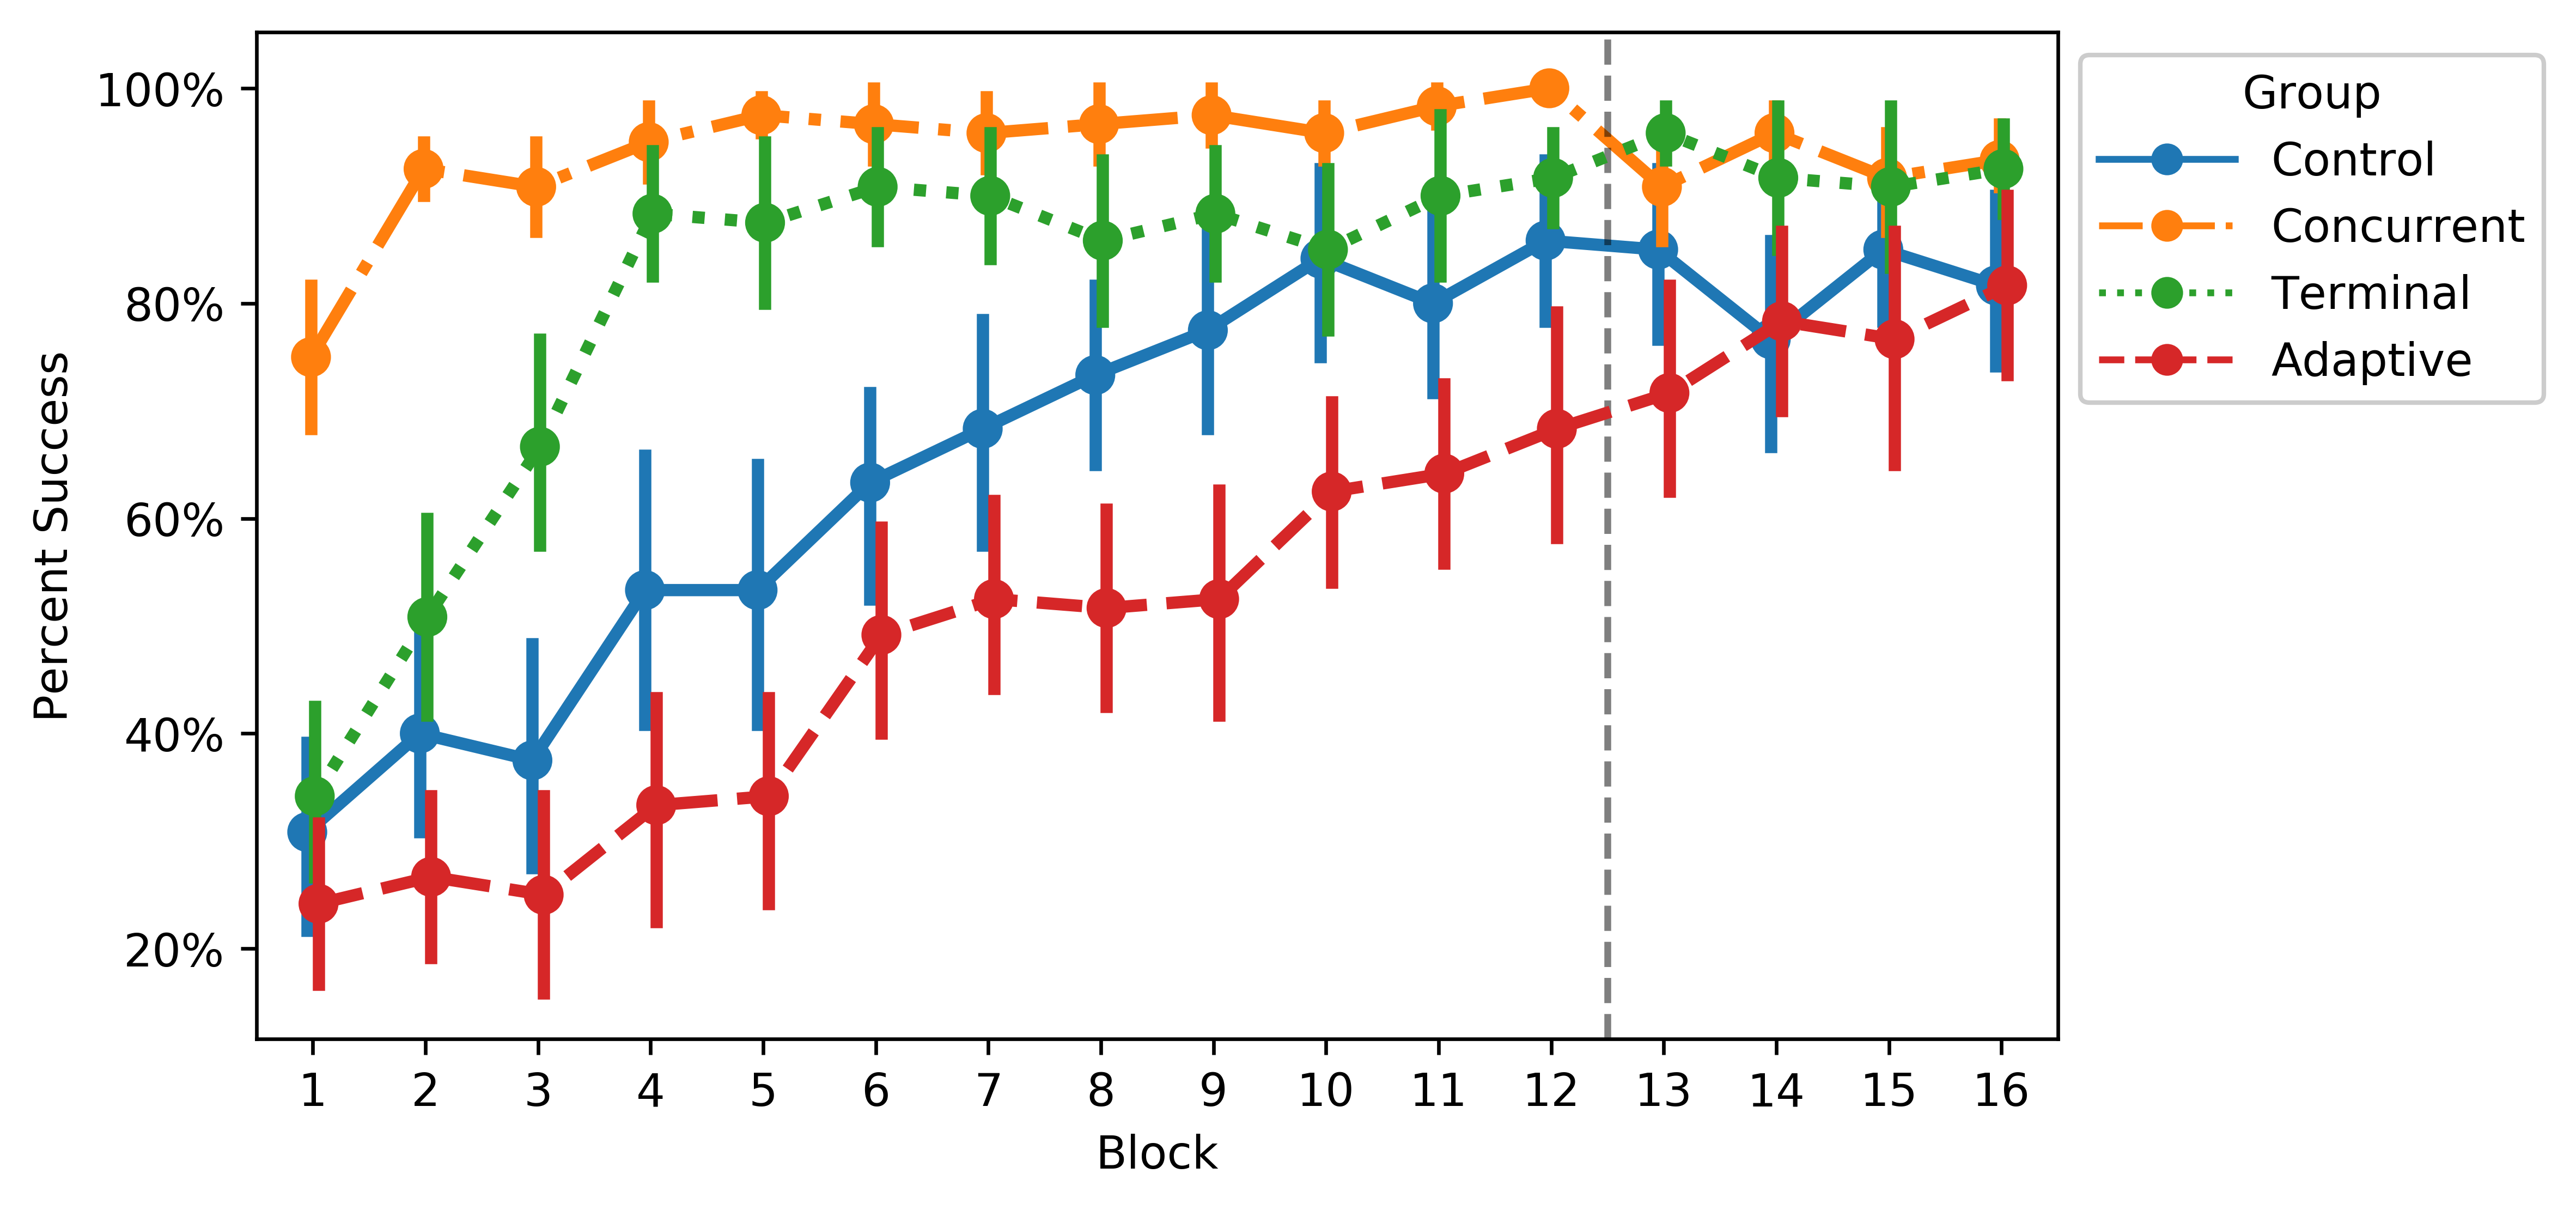 100%
80%
60%
40%
20%
Percent Success
1 2 3 4 5 6 7 8 9 10 11 12 13 14 15 16
Block
Group
Control
Concurrent
Terminal
Adaptive